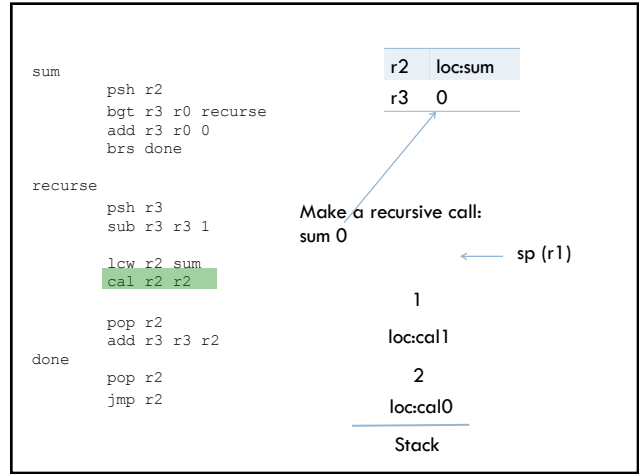 sum
psh r2
bgt r3 r0 recurse
add r3 r0 0
brs done
recurse
psh r3
sub r3 r3 1
lcw r2 sum
cal r2 r2
pop r2
add r3 r3 r2
done
pop r2
jmp r2
r2 loc:sum
r3 0
Make a recursive call:
sum 0
sp (r1)
1
loc:cal1
2
loc:cal0
Stack